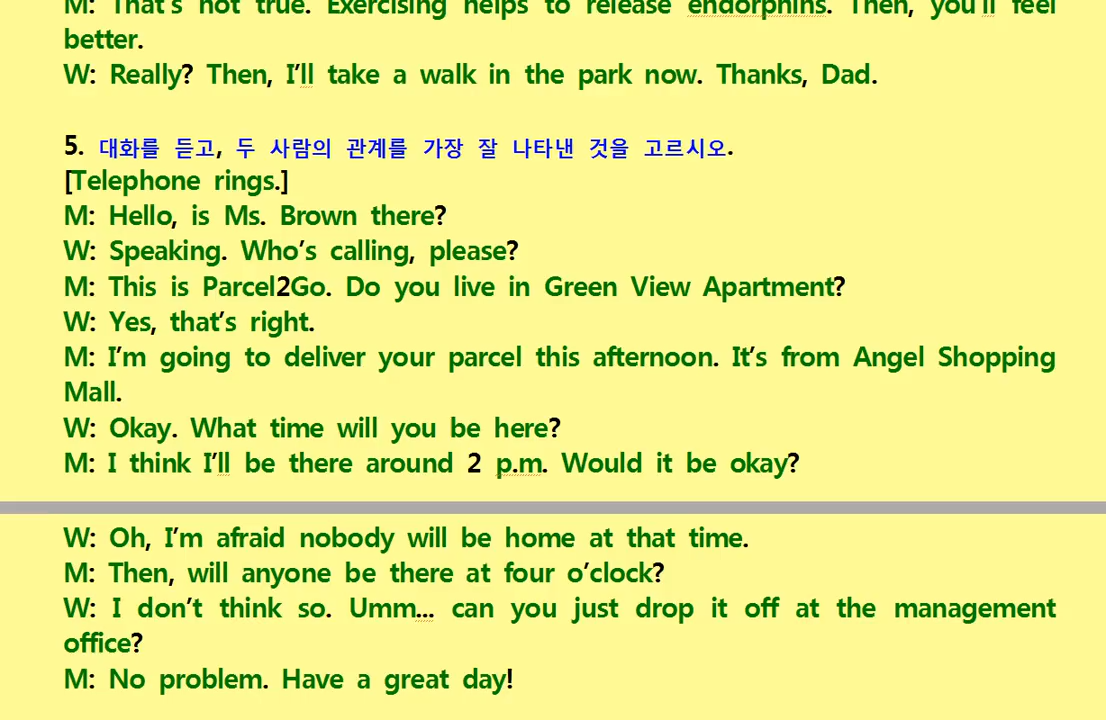 M: That's not true. Exercising helps to release endorphins. Then, you'll feel
better.
W: Really? Then, I'll take a walk in the park now. Thanks, Dad.
5. 대화를 듣고, 두 사람의 관계를 가장 잘 나타낸 것을 고르시오.
[Telephone rings.]
M: Hello, is Ms. Brown there?
W: Speaking. Who's calling, please?
M: This is Parcel2Go. Do you live in Green View Apartment?
W: Yes, that's right.
M: I'm going to deliver your parcel this afternoon. It's from Angel Shopping
Mall.
W: Okay. What time will you be here?
M: I think I'll be there around 2 p.m. Would it be okay?
W: Oh, I'm afraid nobody will be home at that time.
M: Then, will anyone be there at four o'clock?
W: I don't think so. Umm... can you just drop it off at the management
office?
M: No problem. Have a great day!